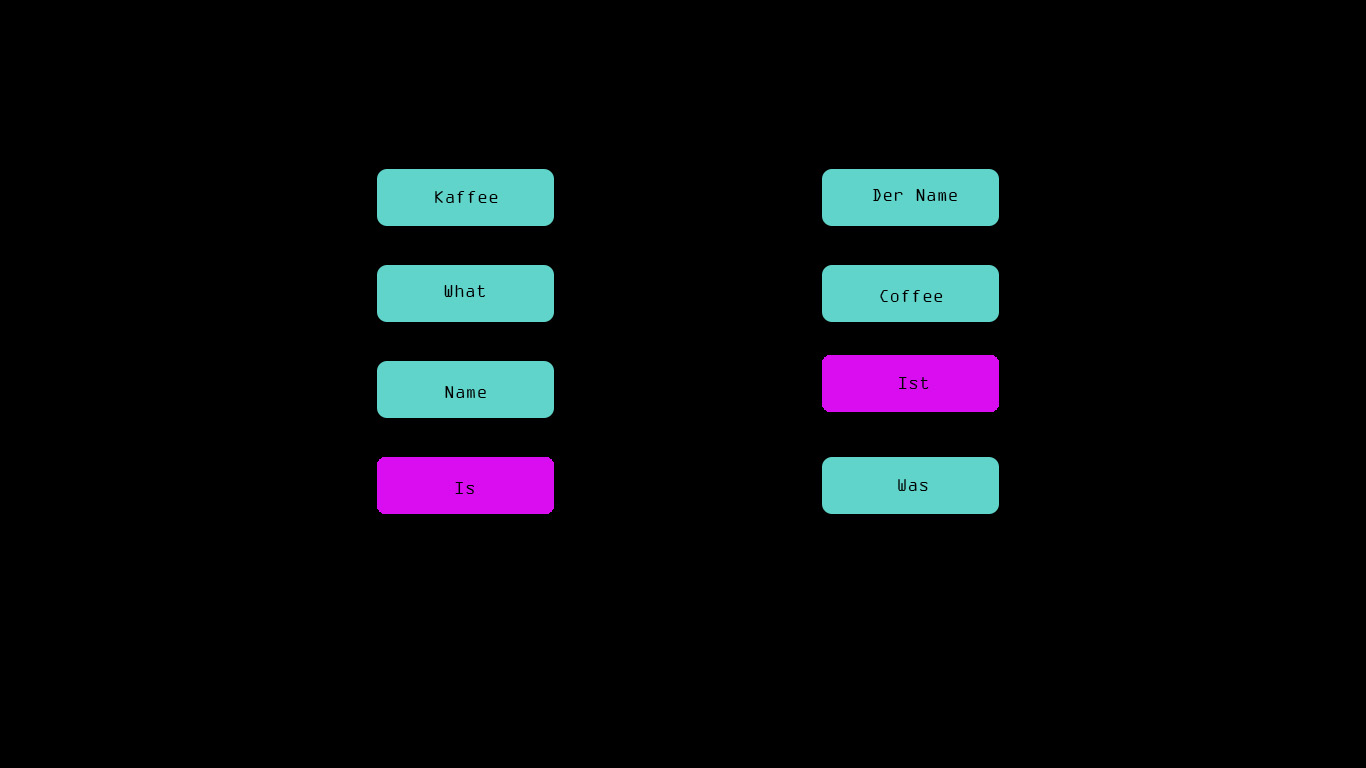 Kaffee
Der Name
What
Coffee
Name
Ist
Is
Was